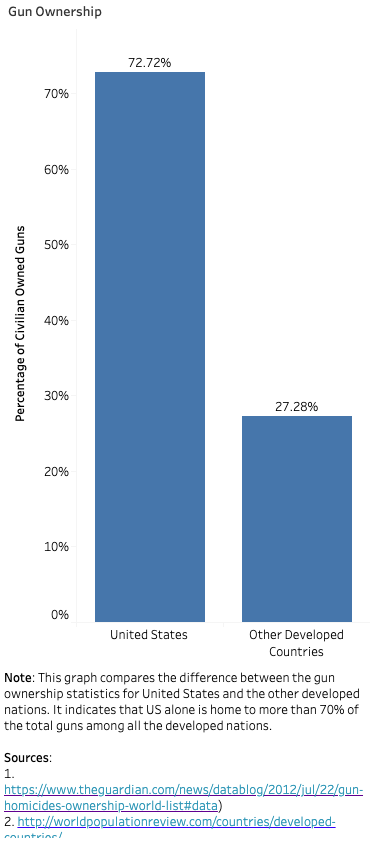 Gun Ownership
72.72%
70%
60%
50%
Percentage of Civilian Owned Guns
40%
30%
27.28%
20%
10%
0%
United States
Other Developed
Countries
Note: This graph compares the difference between the gun
ownership statistics for United States and the other developed
nations. It indicates that US alone is home to more than 70% of
the total guns among all the developed nations.
Sources:
1.
https://www.theguardian.com/news/datablog/2012/jul/22/gun-
homicides-ownership-world-list#data)
2. http://worldpopulationreview.com/countries/developed-
countries/